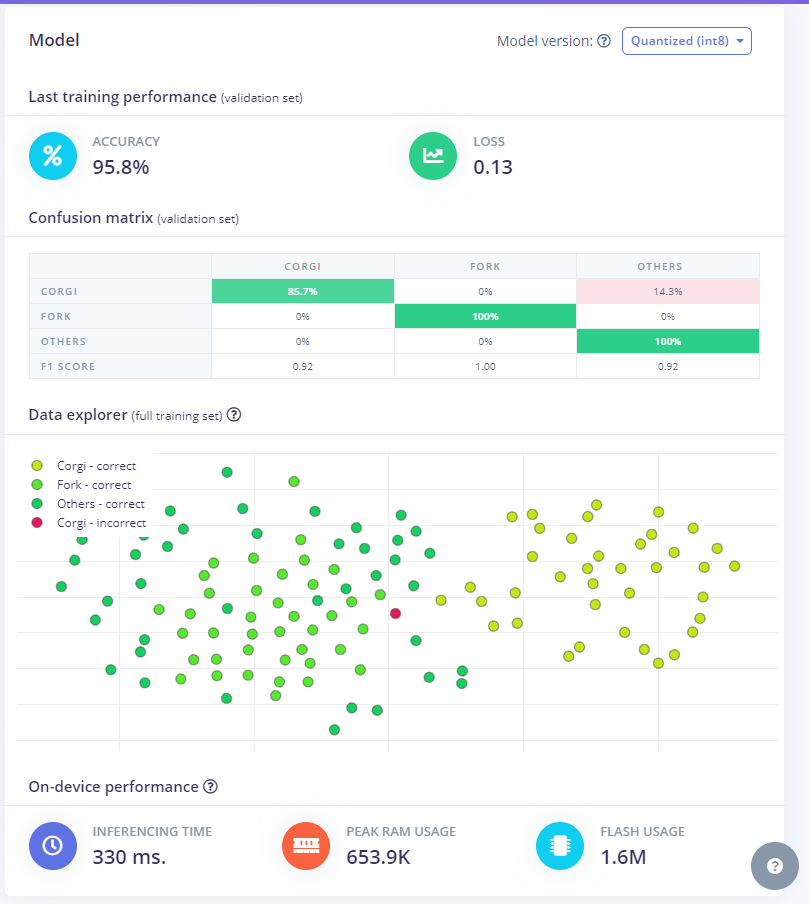 Model
Model version: Quantized (int8)
Last training performance (validation set)
ACCURACY
95.8%
LOSS
0.13
Confusion matrix (validation set)
CORGI FORK OTHERS
CORGI 85.7% 0% 14.3%
FORK 0% 100% 0%
OTHERS 0% 0% 100%
F1 SCORE 0.92 1.00 0.92
Data explorer (full training set)
Corgi - correct
Fork - correct
Others - correct
Corgi - incorrect
On-device performance
INFERENCING TIME
330 ms.
PEAK RAM USAGE
653.9K
FLASH USAGE
1.6M